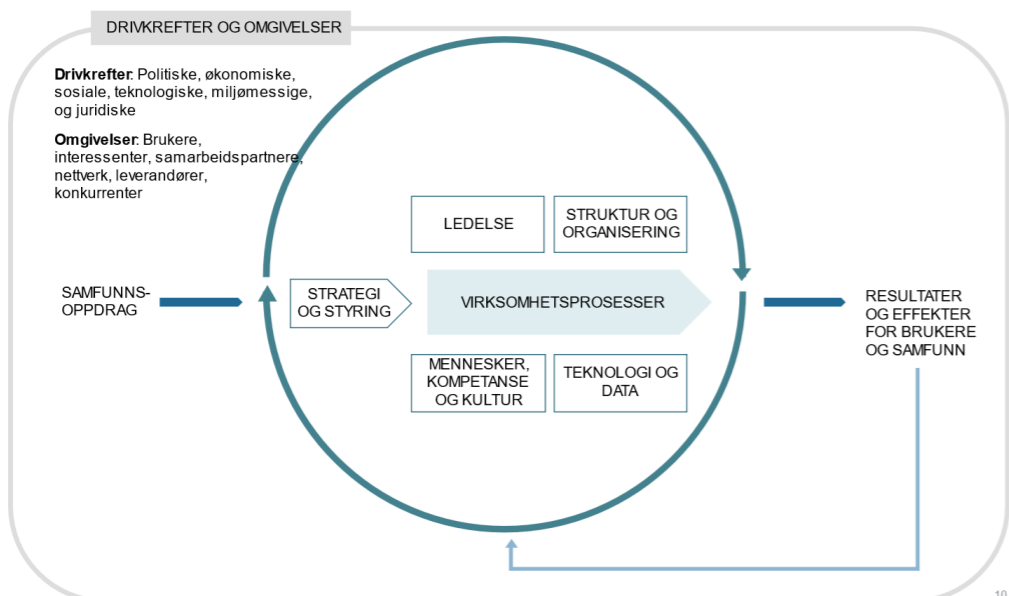 DRIVKREFTER OG OMGIVELSER
Drivkrefter: Politiske, økonomiske,
sosiale, teknologiske, miljømessige,
og juridiske
Omgivelser: Brukere,
interessenter, samarbeidspartnere,
nettverk, leverandører,
konkurrenter
LEDELSE
STRUKTUR OG
ORGANISERING
SAMFUNNS-
OPPDRAG
STRATEGI
OG STYRING
VIRKSOMHETSPROSESSER
RESULTATER
OG EFFEKTER
FOR BRUKERE
OG SAMFUNN
MENNESKER,
KOMPETANSE
OG KULTUR
TEKNOLOGI OG
DATA
10